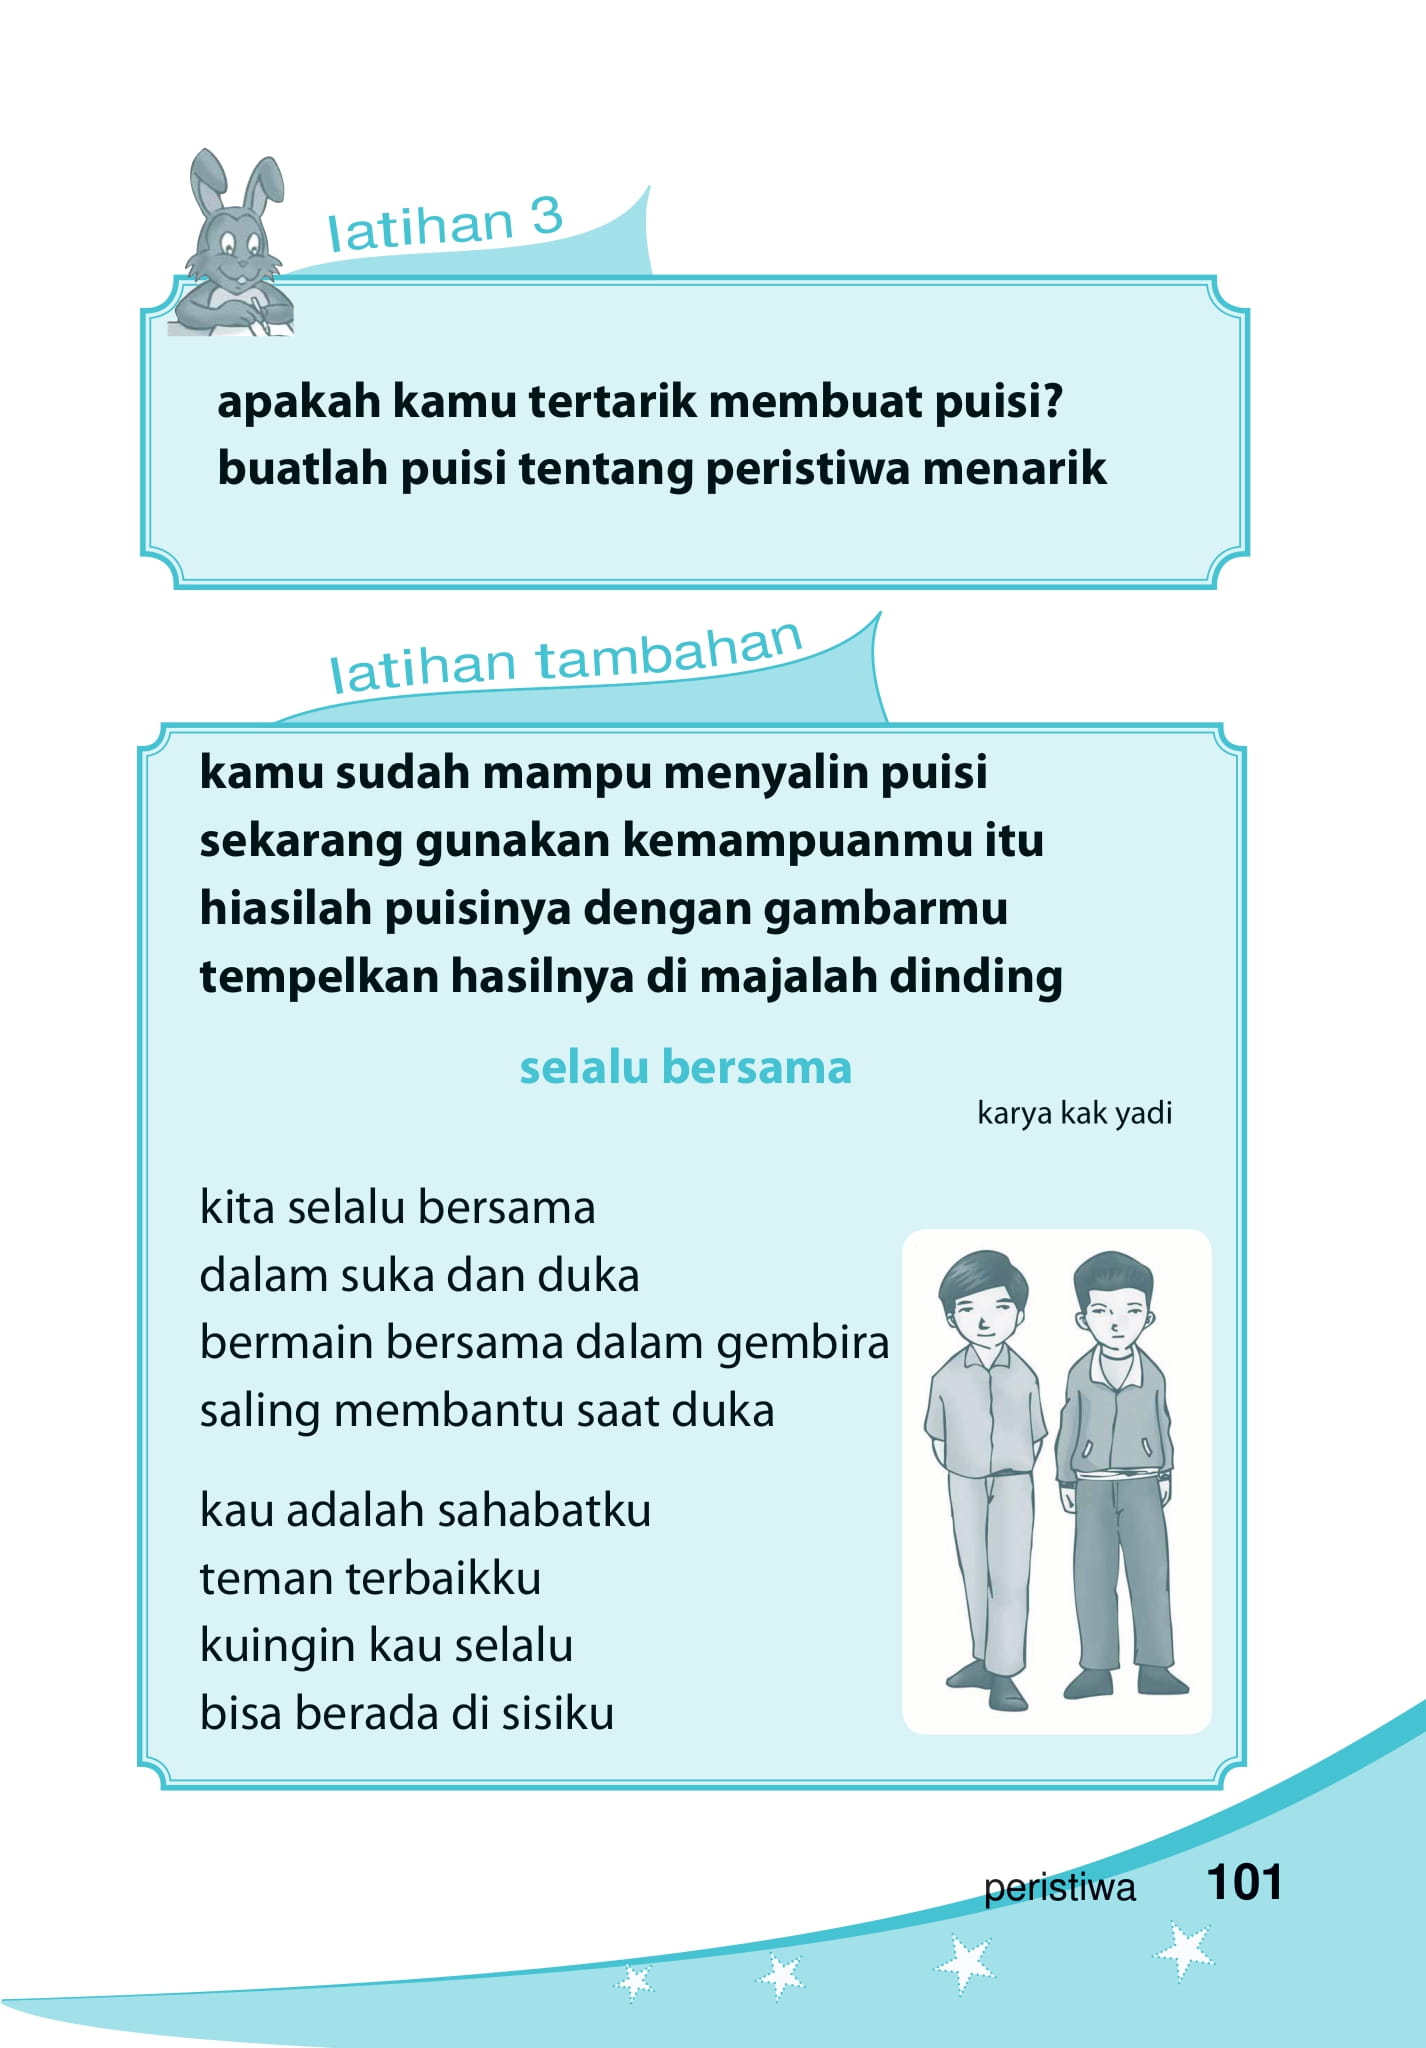 latihan 3
apakah kamu tertarik membuat puisi?
buatlah puisi tentang peristiwa menarik
latihan tambahan
kamu sudah mampu menyalin puisi
sekarang gunakan kemampuanmu itu
hiasilah puisinya dengan gambarmu
tempelkan hasilnya di majalah dinding
selalu bersama
karya kak yadi
kita selalu bersama
dalam suka dan duka
bermain bersama dalam gembira
saling membantu saat duka
kau adalah sahabatku
teman terbaikku
kuingin kau selalu
bisa berada di sisiku
peristiwa 101